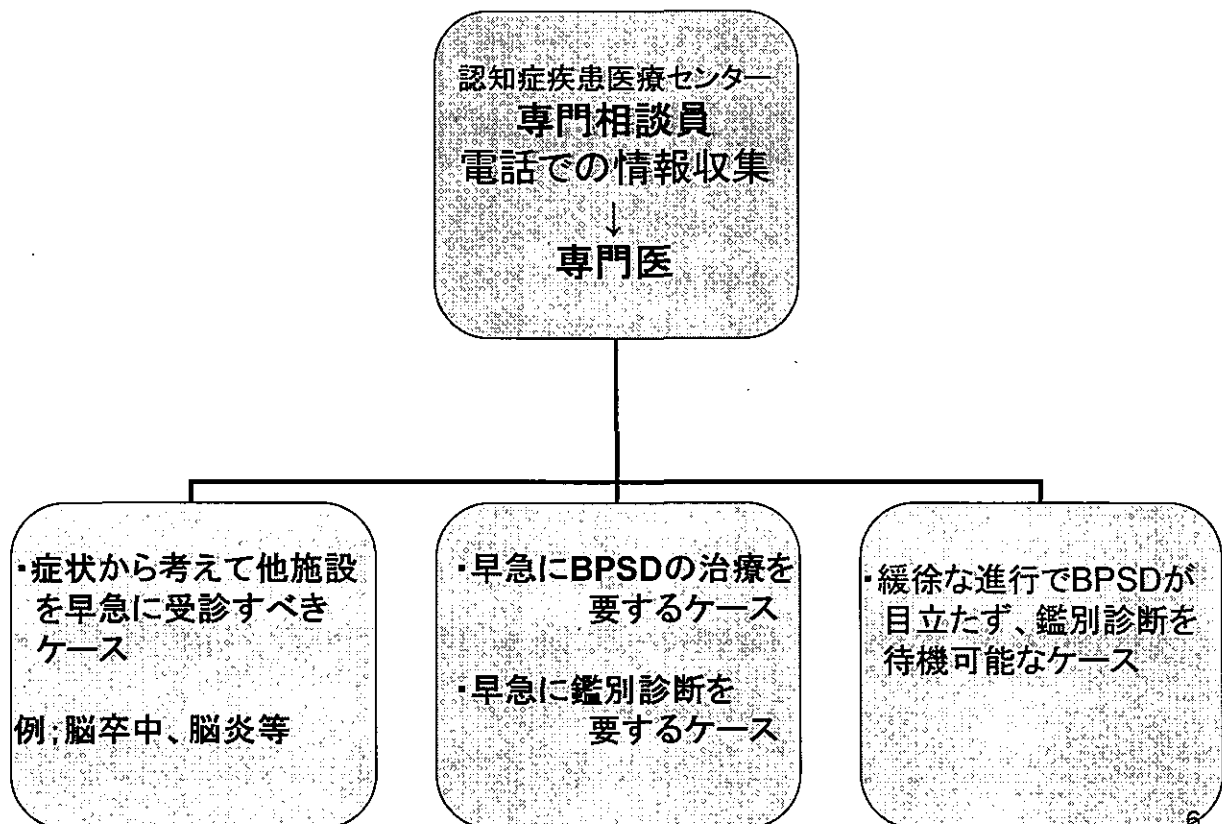 認知症疾患医療センター
専門相談員
電話での情報収集
↓
専門医
・症状から考えて他施設
を早急に受診すべき
ケース
例;脳卒中、脳炎等
・早急にBPSDの治療を
要するケース
・早急に鑑別診断を
要するケース
・緩徐な進行でBPSDが
目立たず、鑑別診断を
待機可能なケース
6